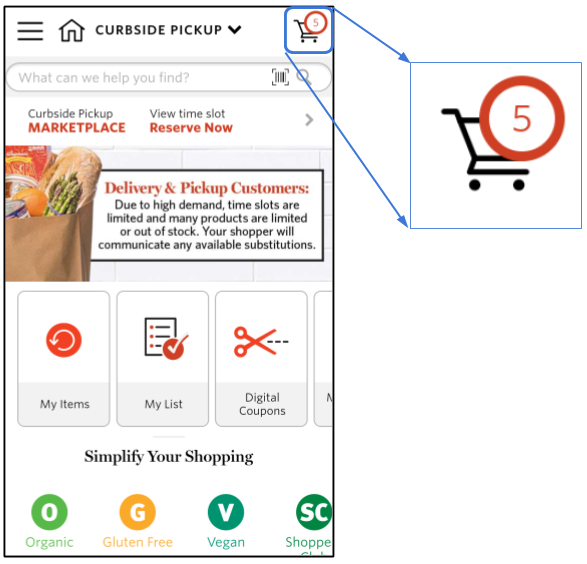 CURBSIDE PICKUP
5
5
What can we help you find?
Curbside Pickup
MARKETPLACE
View time slot
Reserve Now
Delivery & Pickup Customers:
Due to high demand, time slots are
limited and many products are limited
or out of stock. Your shopper will
communicate any available substitutions.
My Items
My List
Digital
Coupons
M
Simplify Your Shopping
O
G
V
SC
Organic
Gluten Free
Vegan
Shoppe